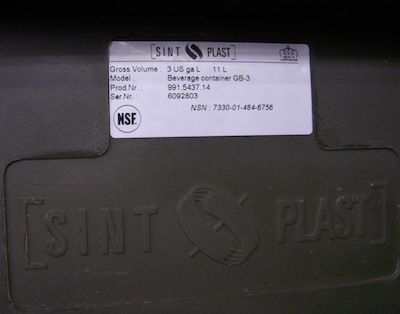 [SINT PLAST]
Gross Volume : 3 US ga L 11 L
Model : Beverage container GB-3
Prod.Nr : 991.5437.14
Ser.Nr : 6092803
NSN : 7330-01-484-6756
NSF.
[SINT PLAST]